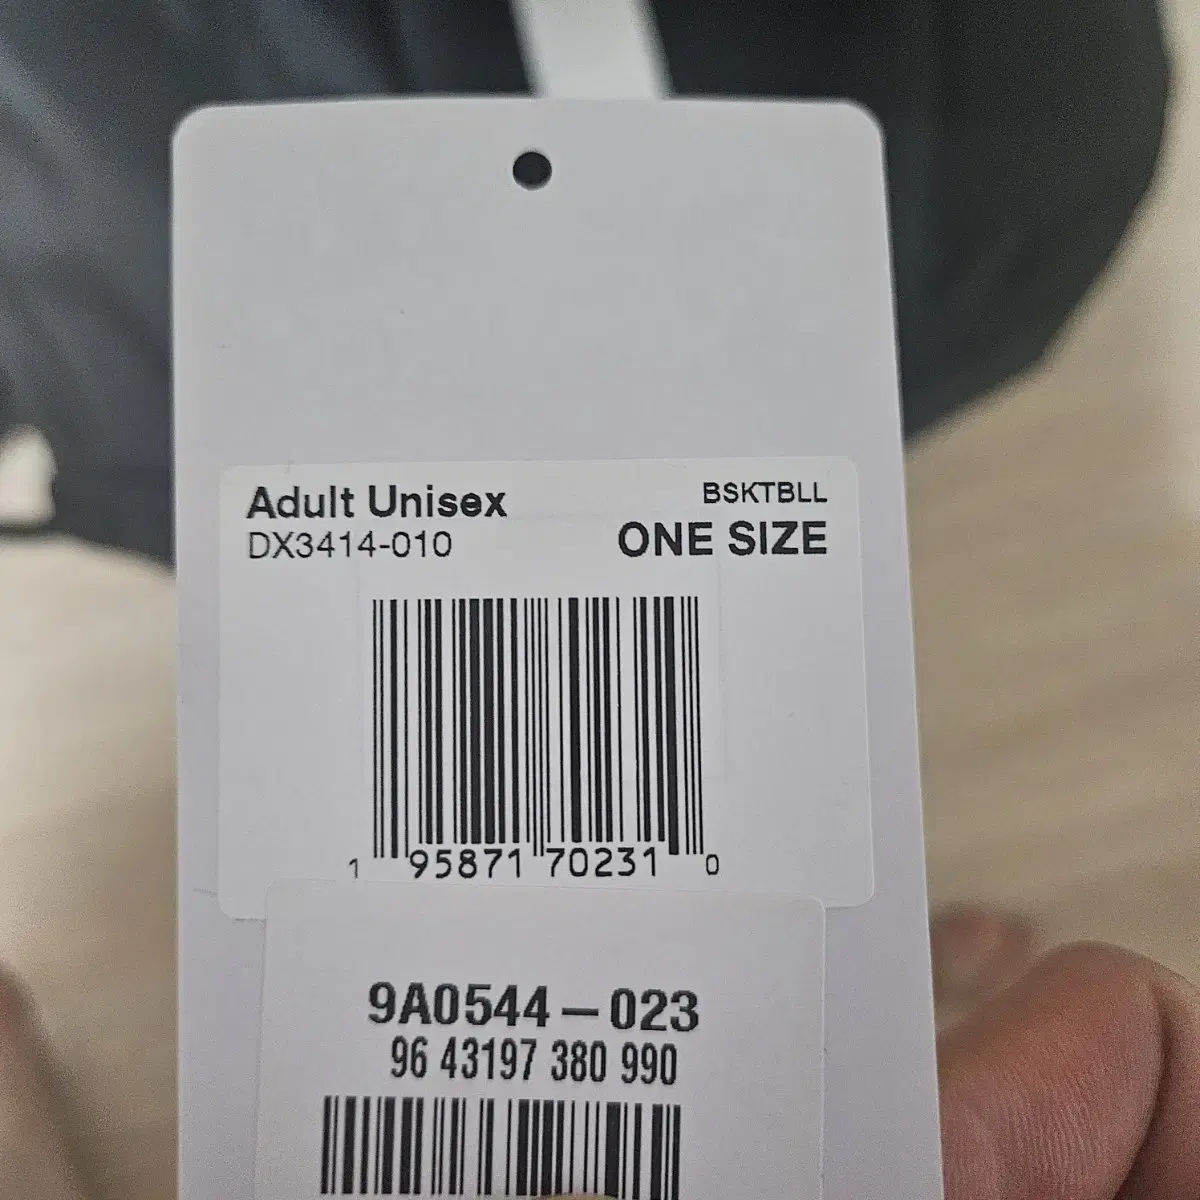 Adult Unisex
BSKTBLL
DX3414-010
ONE SIZE
1 95871 70231 0
9A0544-023
96 43197 380 990